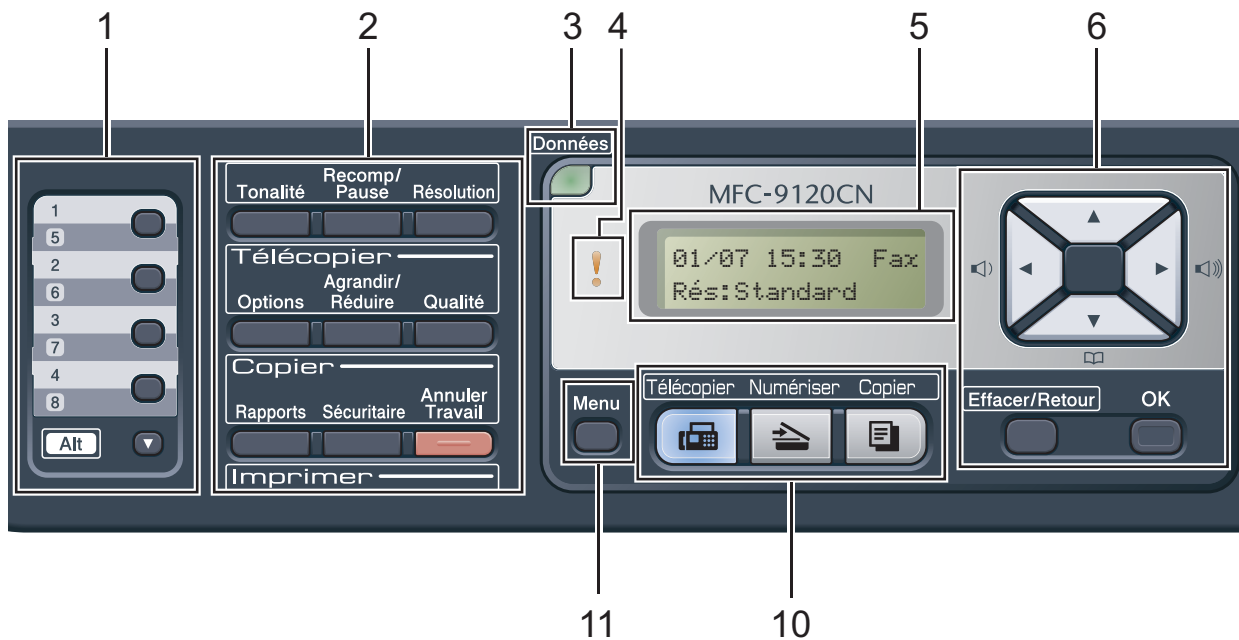 1 2 3 4 5 6
Données
MFC-9120CN
01/07 15:30 Fax
Rés:Standard
1
5
2
6
3
7
4
8
Alt
Tonalité Recomp/Pause Résolution
Télécopier
Options Agrandir/Réduire Qualité
Copier
Rapports Sécuritaire Annuler Travail
Imprimer
Menu
Télécopier Numériser Copier
Effacer/Retour OK
11 10